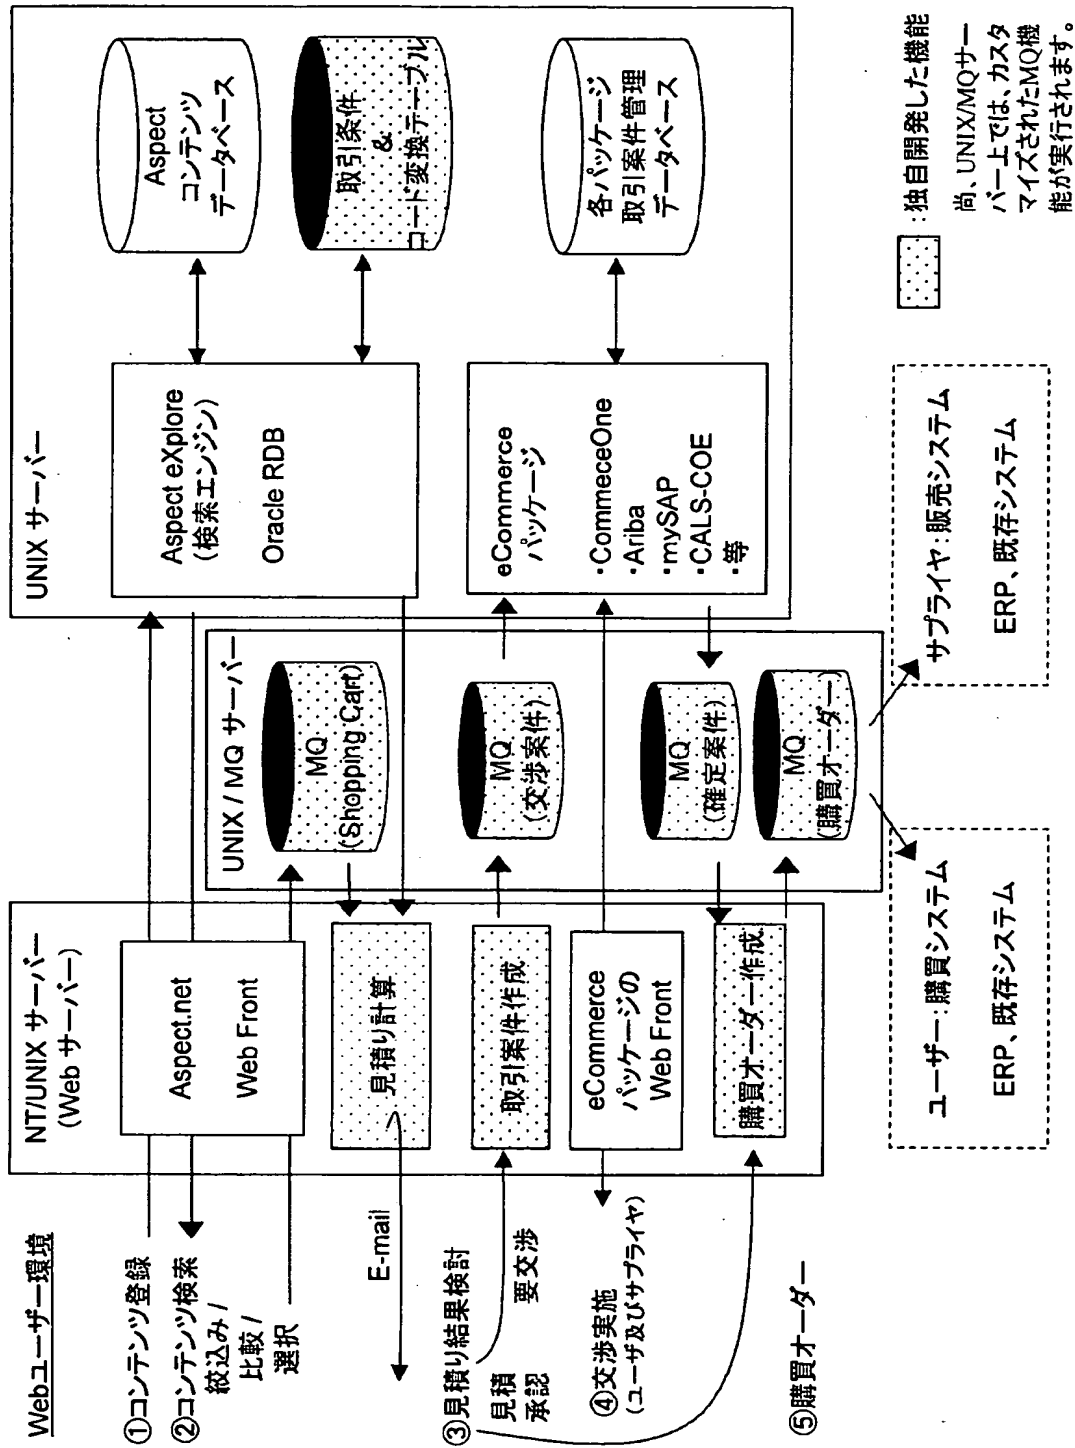 Webユーザー環境
①コンテンツ登録
②コンテンツ検索
絞込み/
比較/
選択
E-mail
③見積り結果検討
見積
承認
要交渉
④交渉実施
(ユーザ及びサプライヤ)
⑤購買オーダー
NT/UNIX サーバー
(Web サーバー)
Aspect.net
Web Front
見積り計算
取引案件作成
eCommerce
パッケージの
Web Front
購買オーダー作成
UNIX / MQ サーバー
MQ
(Shopping Cart)
MQ
(交渉案件)
MQ
(確定案件)
MQ
(購買オーダー)
UNIX サーバー
Aspect eXplore
(検索エンジン)
Oracle RDB
eCommerce
パッケージ
・CommeceOne
・Ariba
・mySAP
・CALS-COE
・等
Aspect
コンテンツ
データベース
取引条件
&
コード変換テーブル
各パッケージ
取引案件管理
データベース
ユーザー:購買システム
ERP、既存システム
サプライヤ:販売システム
ERP、既存システム
:独自開発した機能
尚、UNIX/MQサー
バー上では、カスタ
マイズされたMQ機
能が実行されます。